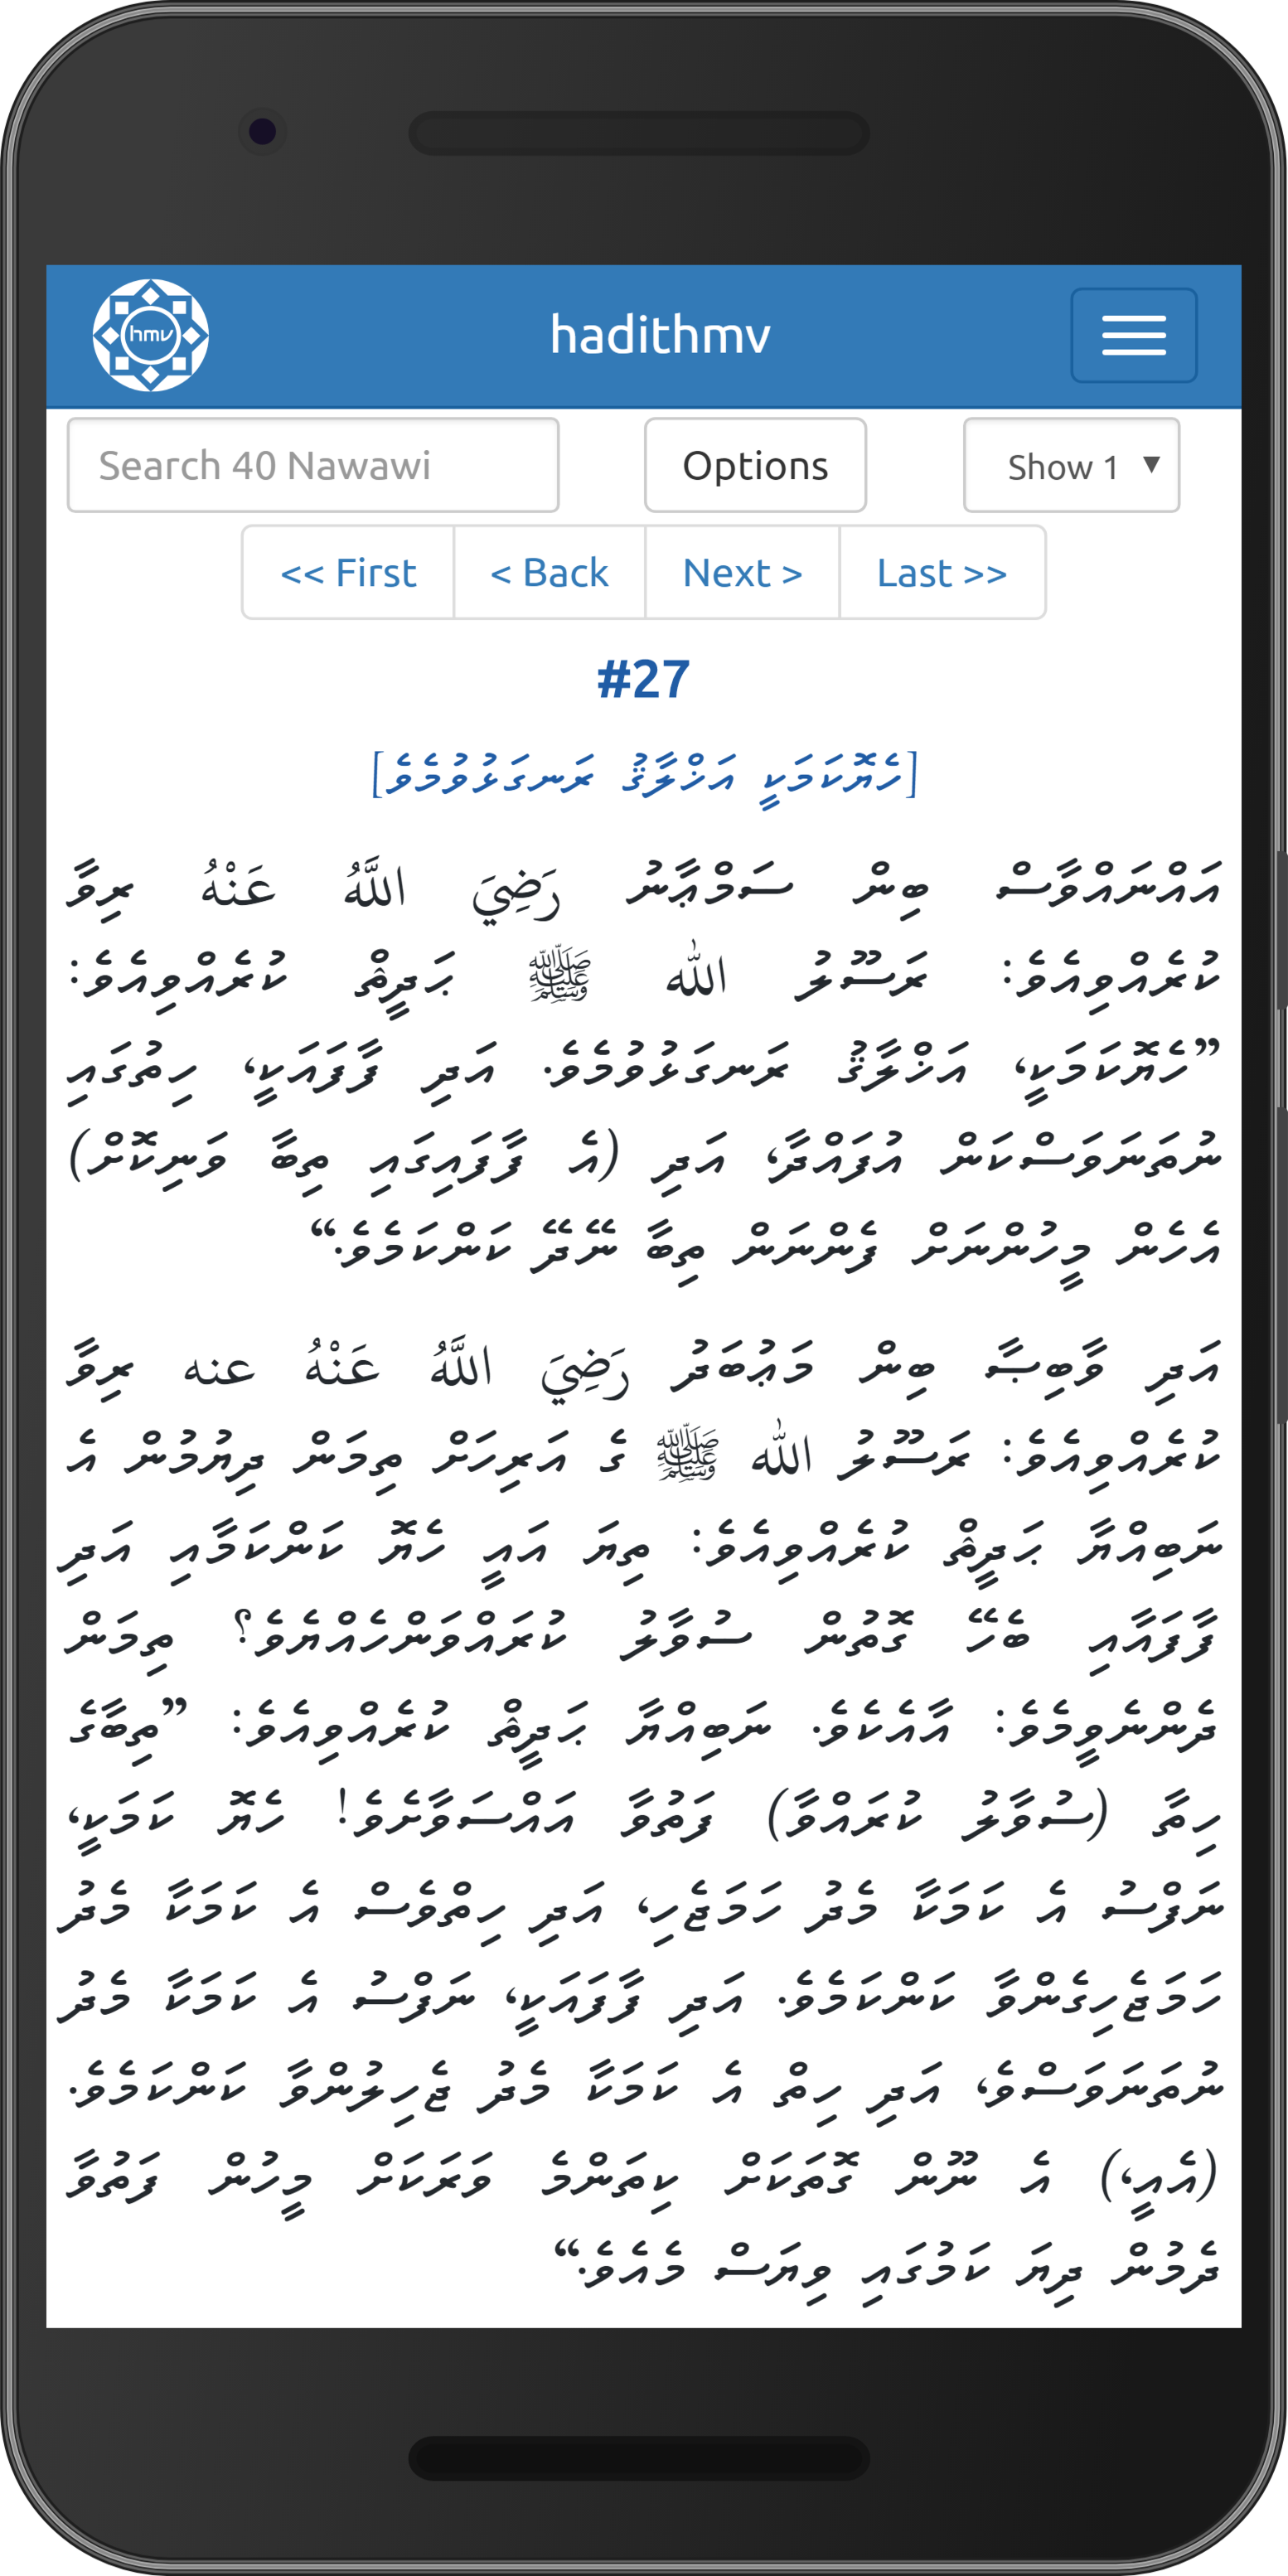 hmv
hadithmv
Search 40 Nawawi
Options
Show 1 ▼
<< First
< Back
Next >
Last >>
#27
[ހެޔޮކަމަކީ އަޚްލާޤު ރަނގަޅުވުމެވެ]
އައްނައްވާސް ބިން ސަމްޢާނު رَضِيَ اللَّهُ عَنْهُ ރިވާ
ކުރެއްވިއެވެ: ރަސޫލު الله ﷺ ޙަދީޘް ކުރެއްވިއެވެ:
”ހެޔޮކަމަކީ، އަޚްލާޤު ރަނގަޅުވުމެވެ. އަދި ފާފައަކީ، ހިތުގައި
ނުތަނަވަސްކަން އުފައްދާ، އަދި (އެ ފާފައިގައި ތިބާ ވަނިކޮށް)
އެހެން މީހުންނަށް ފެންނަން ތިބާ ނޭދޭ ކަންކަމެވެ.“
އަދި ވާބިޞާ ބިން މަޢުބަދު رَضِيَ اللَّهُ عَنْهُ عنه ރިވާ
ކުރެއްވިއެވެ: ރަސޫލު الله ﷺ ގެ އަރިހަށް ތިމަން ދިޔުމުން އެ
ނަބިއްޔާ ޙަދީޘް ކުރެއްވިއެވެ: ތިޔަ އައީ ހެޔޮ ކަންކަމާއި އަދި
ފާފައާއި ބެހޭ ގޮތުން ސުވާލު ކުރައްވަންހެއްޔެވެ؟ ތިމަން
ދެންނެވީމެވެ: އާއެކެވެ. ނަބިއްޔާ ޙަދީޘް ކުރެއްވިއެވެ: ”ތިބާގެ
ހިތާ (ސުވާލު ކުރައްވާ) ފަތުވާ އައްސަވާށެވެ! ހެޔޮ ކަމަކީ،
ނަފްސު އެ ކަމަކާ މެދު ހަމަޖެހި، އަދި ހިތްވެސް އެ ކަމަކާ މެދު
ހަމަޖެހިގެންވާ ކަންކަމެވެ. އަދި ފާފައަކީ، ނަފްސު އެ ކަމަކާ މެދު
ނުތަނަވަސްވެ، އަދި ހިތް އެ ކަމަކާ މެދު ޖެހިލުންވާ ކަންކަމެވެ.
(އެއީ،) އެ ނޫން ގޮތަކަށް ކިތަންމެ ވަރަކަށް މީހުން ފަތުވާ
ދެމުން ދިޔަ ކަމުގައި ވިޔަސް މެއެވެ.“